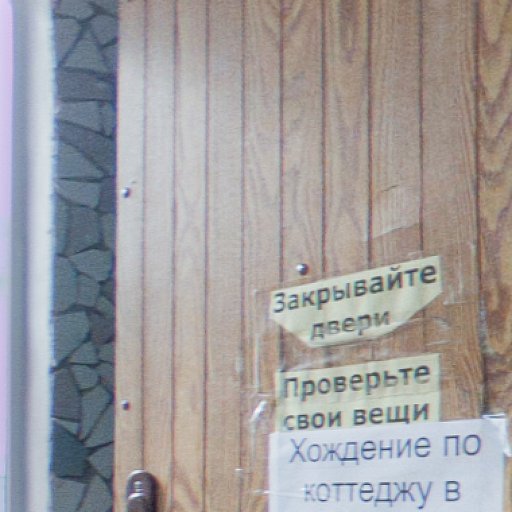 Закрывайте
двери
Проверьте
свои вещи
Хождение по
коттеджу в